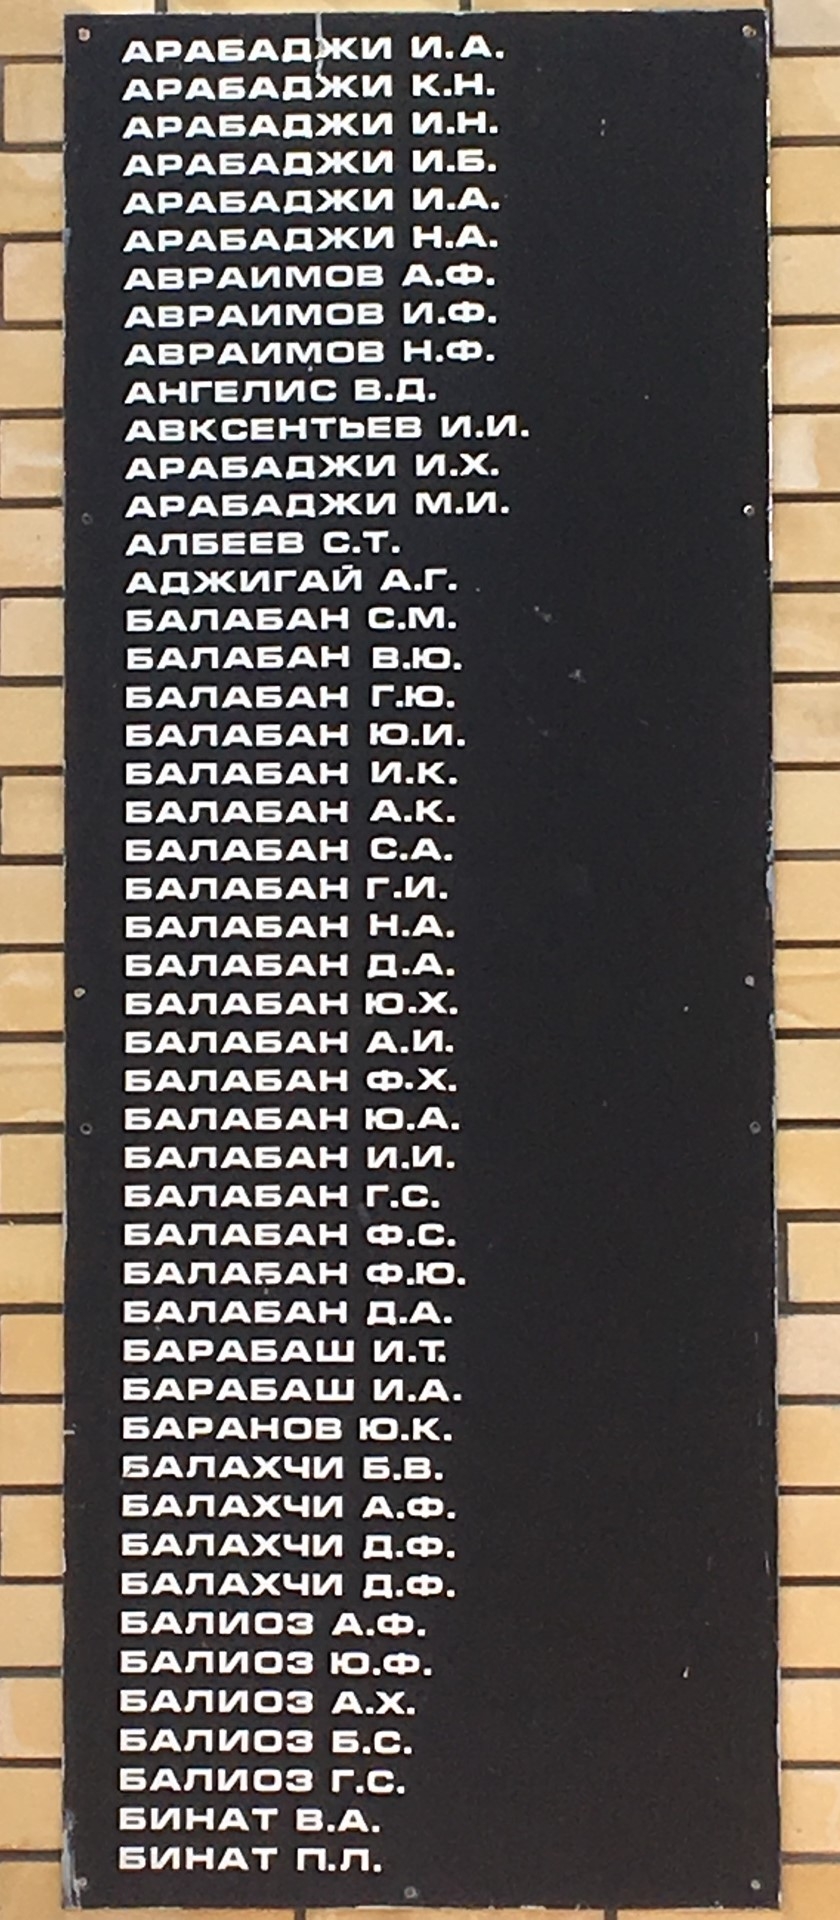 АРАБАДЖИ И.А.
АРАБАДЖИ К.Н.
АРАБАДЖИ И.Н.
АРАБАДЖИ И.Б.
АРАБАДЖИ И.А.
АРАБАДЖИ Н.А.
АВРАИМОВ А.Ф.
АВРАИМОВ И.Ф.
АВРАИМОВ Н.Ф.
АНГЕЛИС В.Д.
АВКСЕНТЬЕВ И.И.
АРАБАДЖИ И.Х.
АРАБАДЖИ М.И.
АЛБЕЕВ С.Т.
АДЖИГАЙ А.Г.
БАЛАБАН С.М.
БАЛАБАН В.Ю.
БАЛАБАН Г.Ю.
БАЛАБАН Ю.И.
БАЛАБАН И.К.
БАЛАБАН А.К.
БАЛАБАН С.А.
БАЛАБАН Г.И.
БАЛАБАН Н.А.
БАЛАБАН Д.А.
БАЛАБАН Ю.Х.
БАЛАБАН А.И.
БАЛАБАН Ф.Х.
БАЛАБАН Ю.А.
БАЛАБАН И.И.
БАЛАБАН Г.С.
БАЛАБАН Ф.С.
БАЛАБАН Ф.Ю.
БАЛАБАН Д.А.
БАРАБАШ И.Т.
БАРАБАШ И.А.
БАРАНОВ Ю.К.
БАЛАХЧИ Б.В.
БАЛАХЧИ А.Ф.
БАЛАХЧИ Д.Ф.
БАЛАХЧИ Д.Ф.
БАЛИОЗ А.Ф.
БАЛИОЗ Ю.Ф.
БАЛИОЗ А.Х.
БАЛИОЗ Б.С.
БАЛИОЗ Г.С.
БИНАТ В.А.
БИНАТ П.Л.